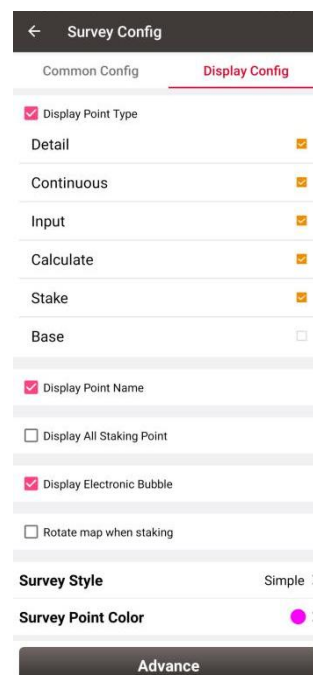 Survey Config
Common Config Display Config
Display Point Type
Detail
Continuous
Input
Calculate
Stake
Base
Display Point Name
Display All Staking Point
Display Electronic Bubble
Rotate map when staking
Survey Style Simple
Survey Point Color
Advance